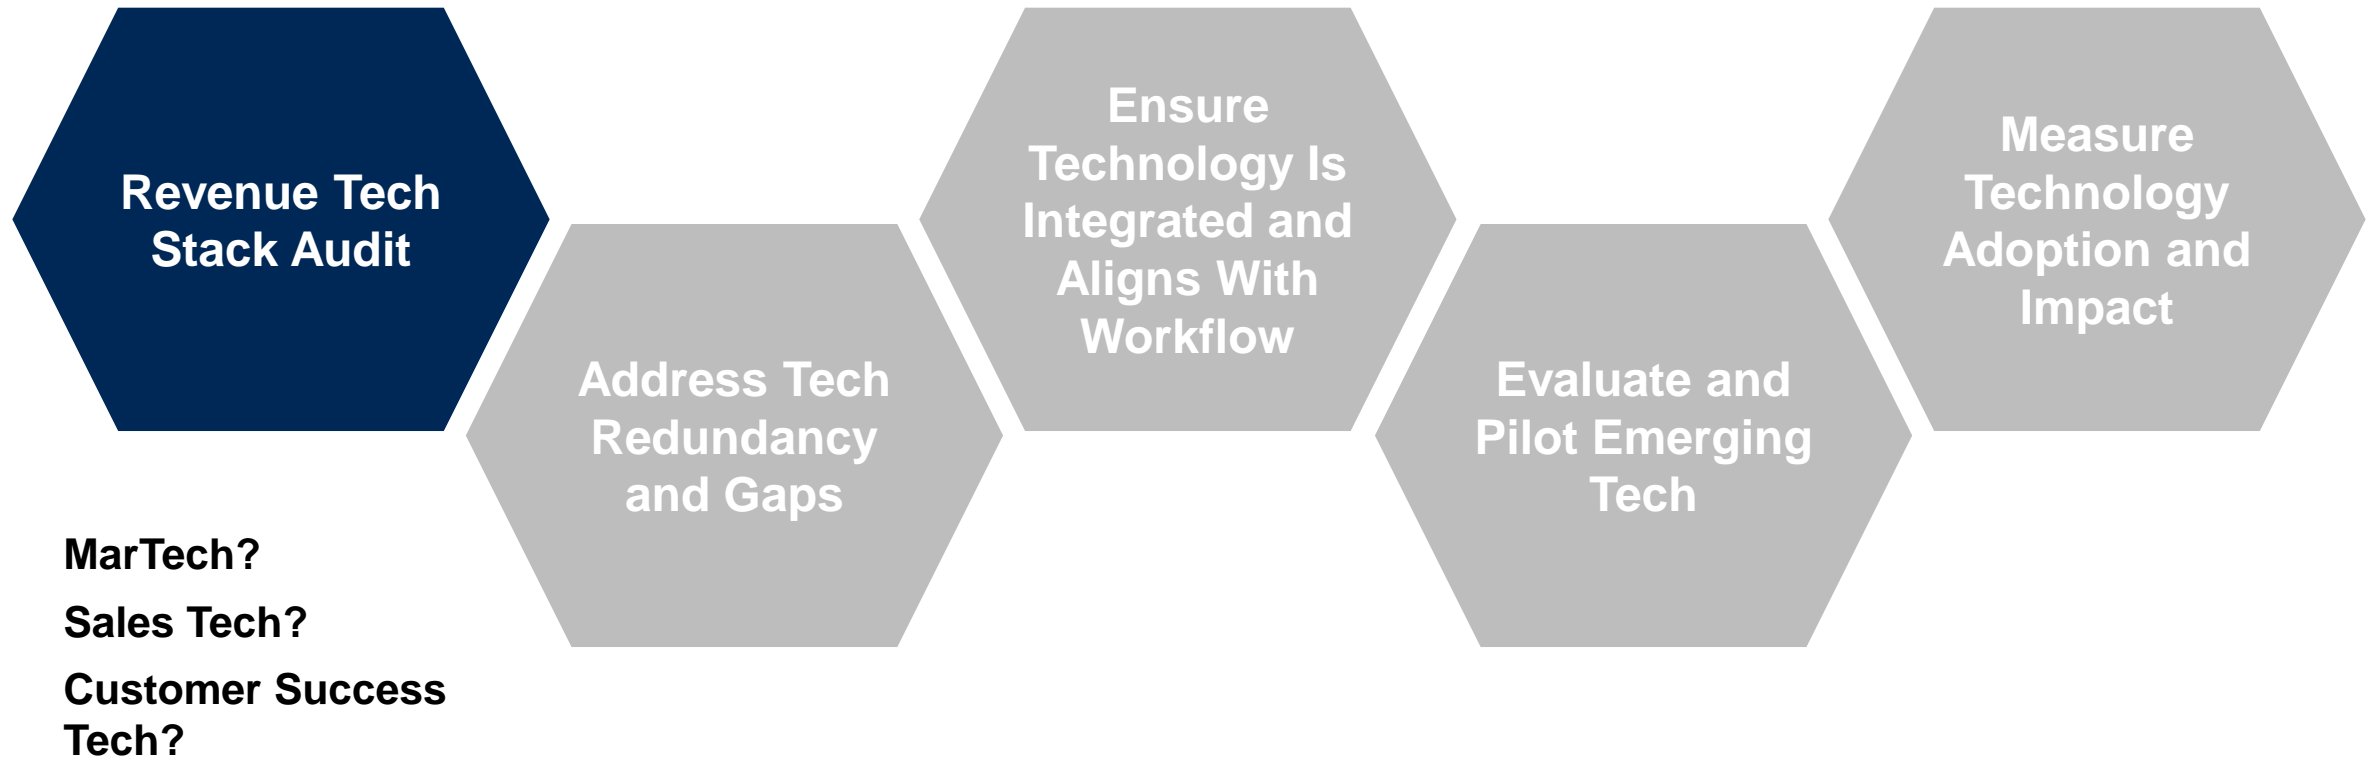 Revenue Tech
Stack Audit
Address Tech
Redundancy
and Gaps
Ensure
Technology Is
Integrated and
Aligns With
Workflow
Evaluate and
Pilot Emerging
Tech
Measure
Technology
Adoption and
Impact
MarTech?
Sales Tech?
Customer Success
Tech?